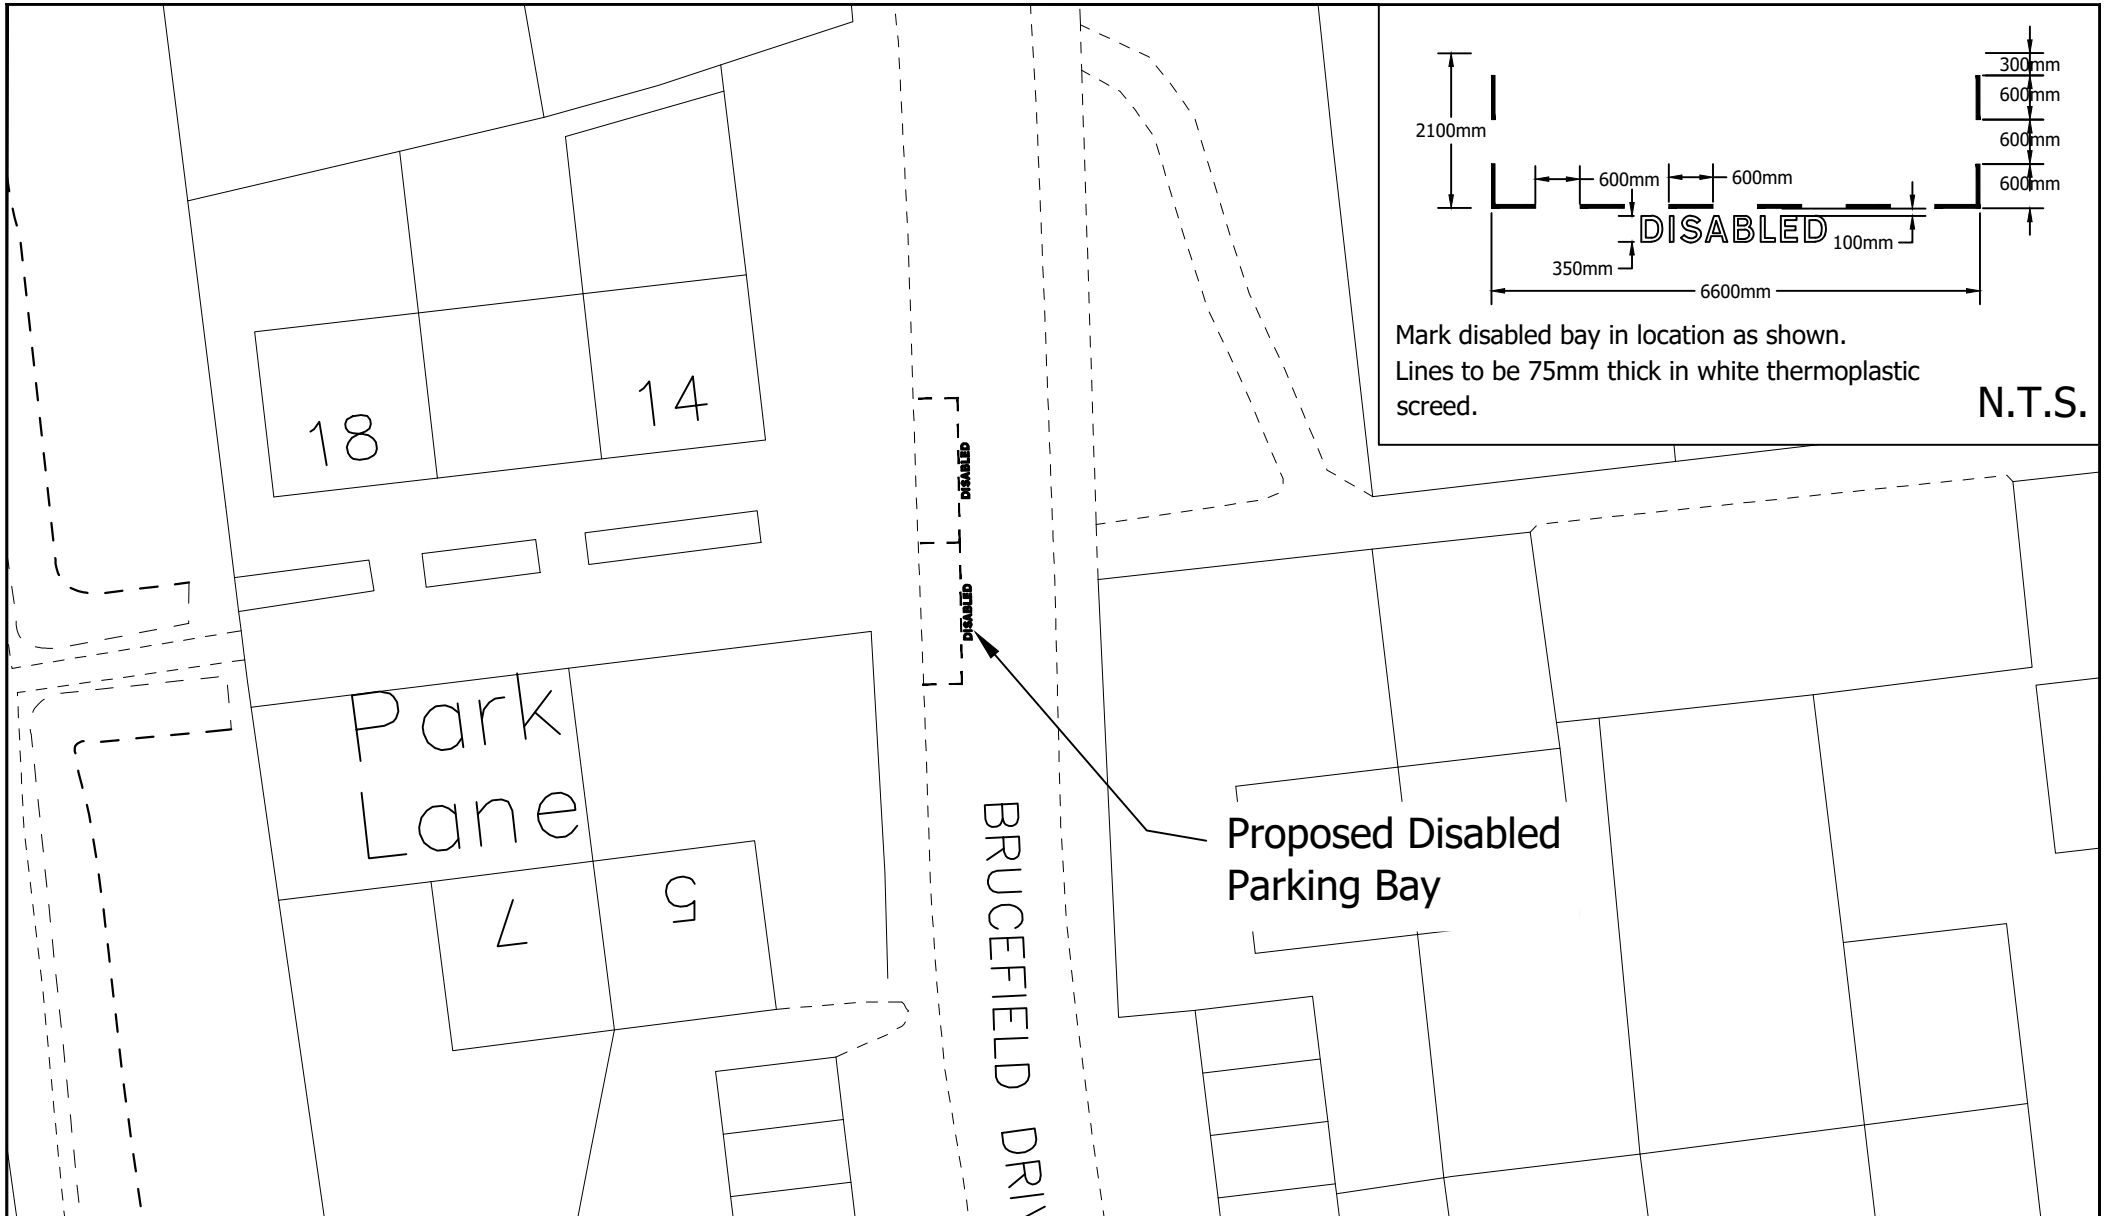 300mm
600mm
2100mm
600mm
600mm
600mm
600mm
DISABLED
100mm
350mm
6600mm
Mark disabled bay in location as shown.
Lines to be 75mm thick in white thermoplastic
screed.
N.T.S.
18
14
DISABLED
DISABLED
Park
Lane
Proposed Disabled
Parking Bay
7
5
BRUCEFIELD DRIV